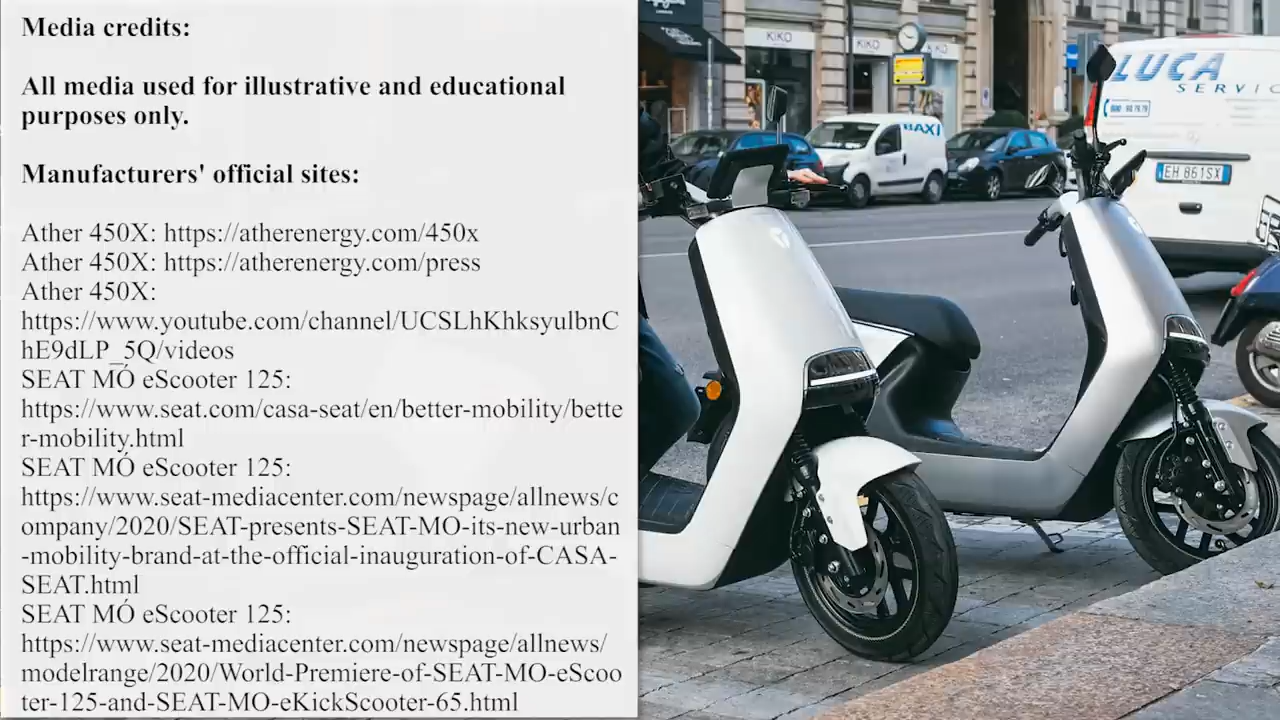 Media credits:
All media used for illustrative and educational
purposes only.
Manufacturers' official sites:
Ather 450X: https://atherenergy.com/450x
Ather 450X: https://atherenergy.com/press
Ather 450X:
https://www.youtube.com/channel/UCSLhKhksyulbnC
hE9dLP_5Q/videos
SEAT MÓ eScooter 125:
https://www.seat.com/casa-seat/en/better-mobility/bette
r-mobility.html
SEAT MÓ eScooter 125:
https://www.seat-mediacenter.com/newspage/allnews/c
ompany/2020/SEAT-presents-SEAT-MO-its-new-urban
-mobility-brand-at-the-official-inauguration-of-CASA-
SEAT.html
SEAT MÓ eScooter 125:
https://www.seat-mediacenter.com/newspage/allnews/
modelrange/2020/World-Premiere-of-SEAT-MO-eScoo
ter-125-and-SEAT-MO-eKickScooter-65.html
KIKO
KIKO
KIKO
MAXI
LUCA
SERVIC
EH 861SX